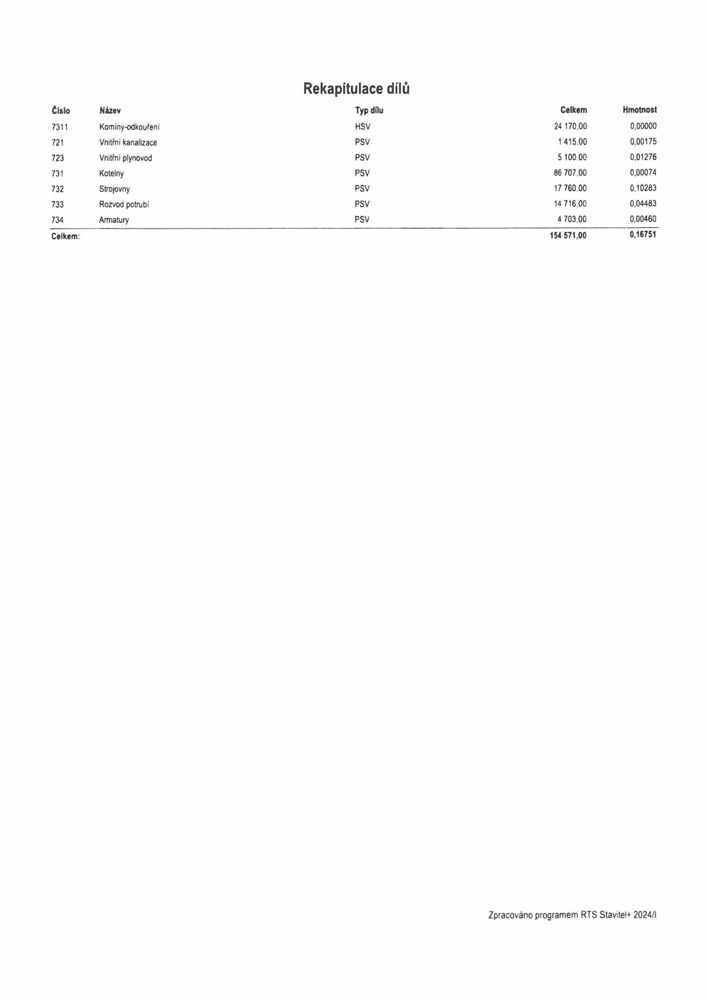 Rekapitulace dílů
Číslo Název Typ dílu Celkem Hmotnost
7311 Komíny-odkouření HSV 24 170,00 0,00000
721 Vnitřní kanalizace PSV 1 415,00 0,00175
723 Vnitřní plynovod PSV 5 100,00 0,01276
731 Kotelny PSV 86 707,00 0,00074
732 Strojovny PSV 17 760,00 0,10283
733 Rozvod potrubí PSV 14 716,00 0,04483
734 Armatury PSV 4 703,00 0,00460
Celkem: 154 571,00 0,16751
Zpracováno programem RTS Stavitel+ 2024/I